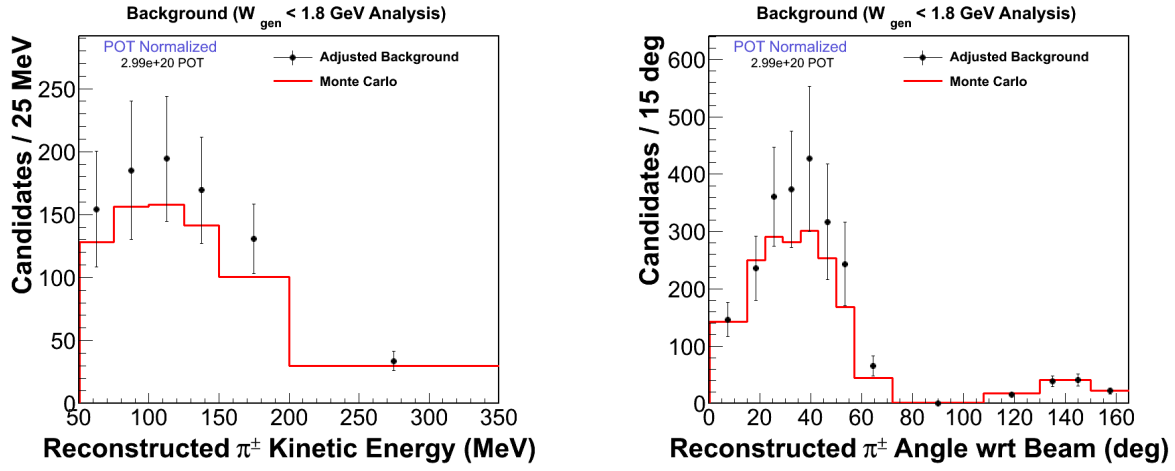 Background (W gen < 1.8 GeV Analysis)
POT Normalized
2.99e+20 POT
Adjusted Background
Monte Carlo
Candidates / 25 MeV
250
200
150
100
50
0
50 100 150 200 250 300 350
Reconstructed π± Kinetic Energy (MeV)
Background (W gen < 1.8 GeV Analysis)
POT Normalized
2.99e+20 POT
Adjusted Background
Monte Carlo
Candidates / 15 deg
600
500
400
300
200
100
0
0 20 40 60 80 100 120 140 160
Reconstructed π± Angle wrt Beam (deg)